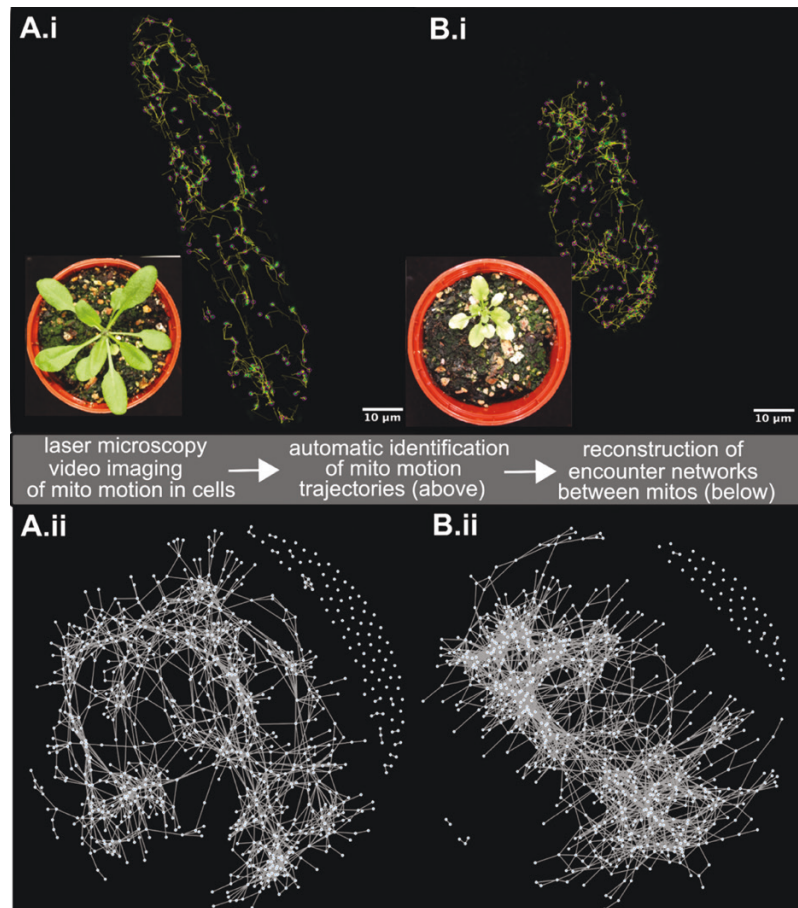 A.i
B.i
10 µm
10 µm
laser microscopy
video imaging
of mito motion in cells
automatic identification
of mito motion
trajectories (above)
reconstruction of
encounter networks
between mitos (below)
A.ii
B.ii